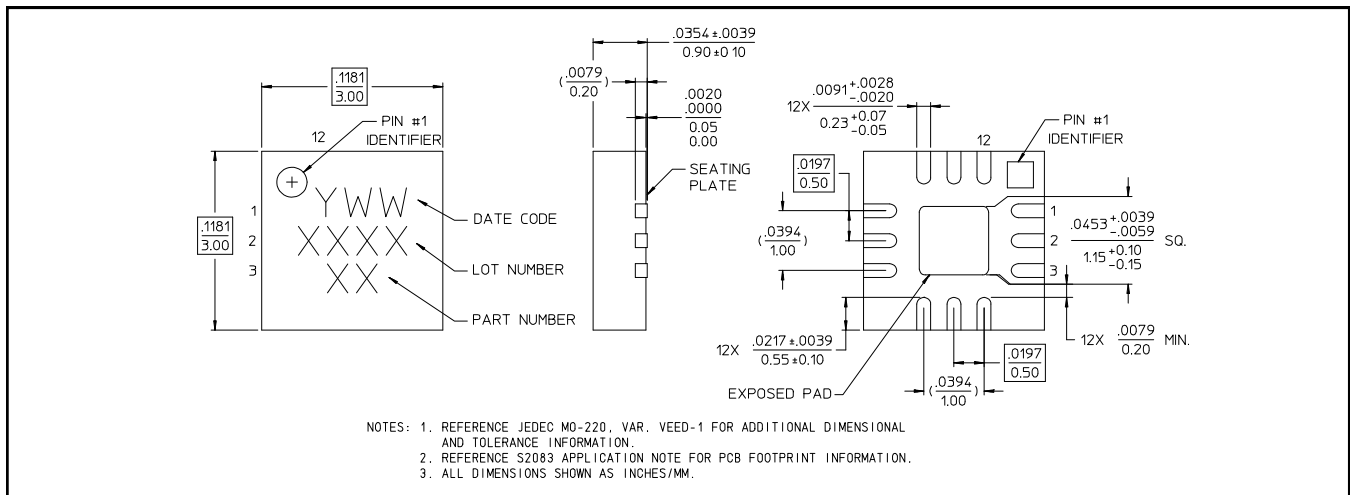 .1181
3.00
12
PIN #1
IDENTIFIER
.1181
3.00
1
2
3
YWW
XXXX
XX
DATE CODE
LOT NUMBER
PART NUMBER
.0354±.0039
0.90±0 10
(.0079
0.20)
.0020
.0000
0.05
0.00
SEATING
PLATE
12X .0091 +.0028
-.0020
0.23 +0.07
-0.05
12
PIN #1
IDENTIFIER
.0197
0.50
(.0394
1.00)
1
2
3
.0453 +.0039
-.0059
1.15 +0.10
-0.15
SQ.
12X .0217±.0039
0.55±0.10
12X .0079
0.20 MIN.
.0197
0.50
(.0394
1.00)
EXPOSED PAD
NOTES: 1. REFERENCE JEDEC MO-220, VAR. VEED-1 FOR ADDITIONAL DIMENSIONAL
AND TOLERANCE INFORMATION.
2. REFERENCE S2083 APPLICATION NOTE FOR PCB FOOTPRINT INFORMATION.
3. ALL DIMENSIONS SHOWN AS INCHES/MM.